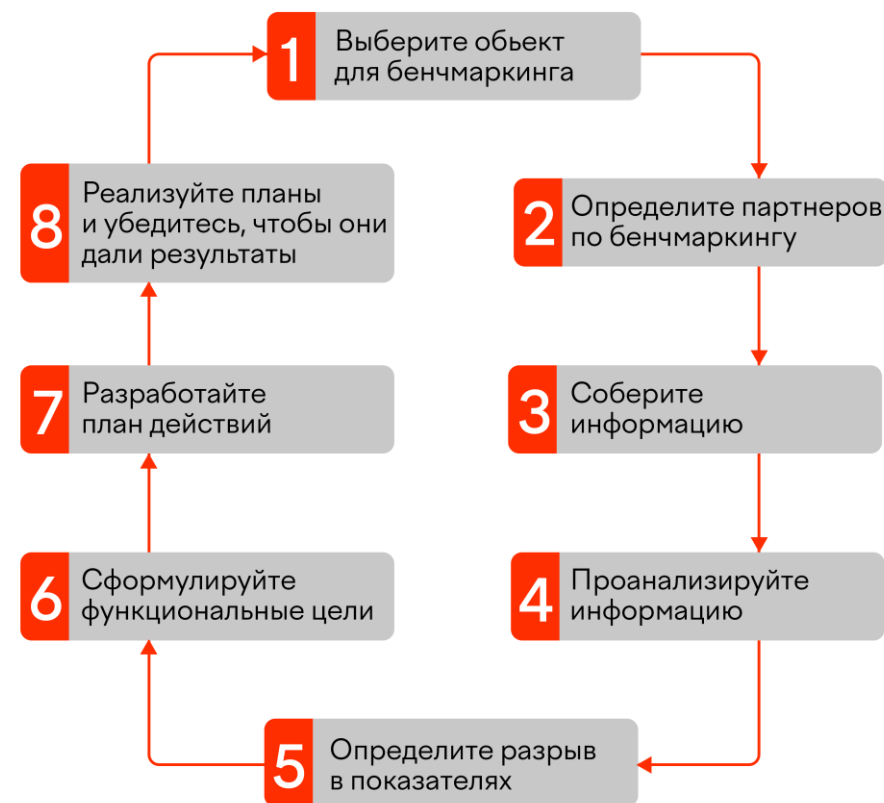 1
Выберите обьект
для бенчмаркинга
2
Определите партнеров
по бенчмаркингу
3
Соберите
информацию
4
Проанализируйте
информацию
5
Определите разрыв
в показателях
6
Сформулируйте
функциональные цели
7
Разработайте
план действий
8
Реализуйте планы
и убедитесь, чтобы они
дали результаты